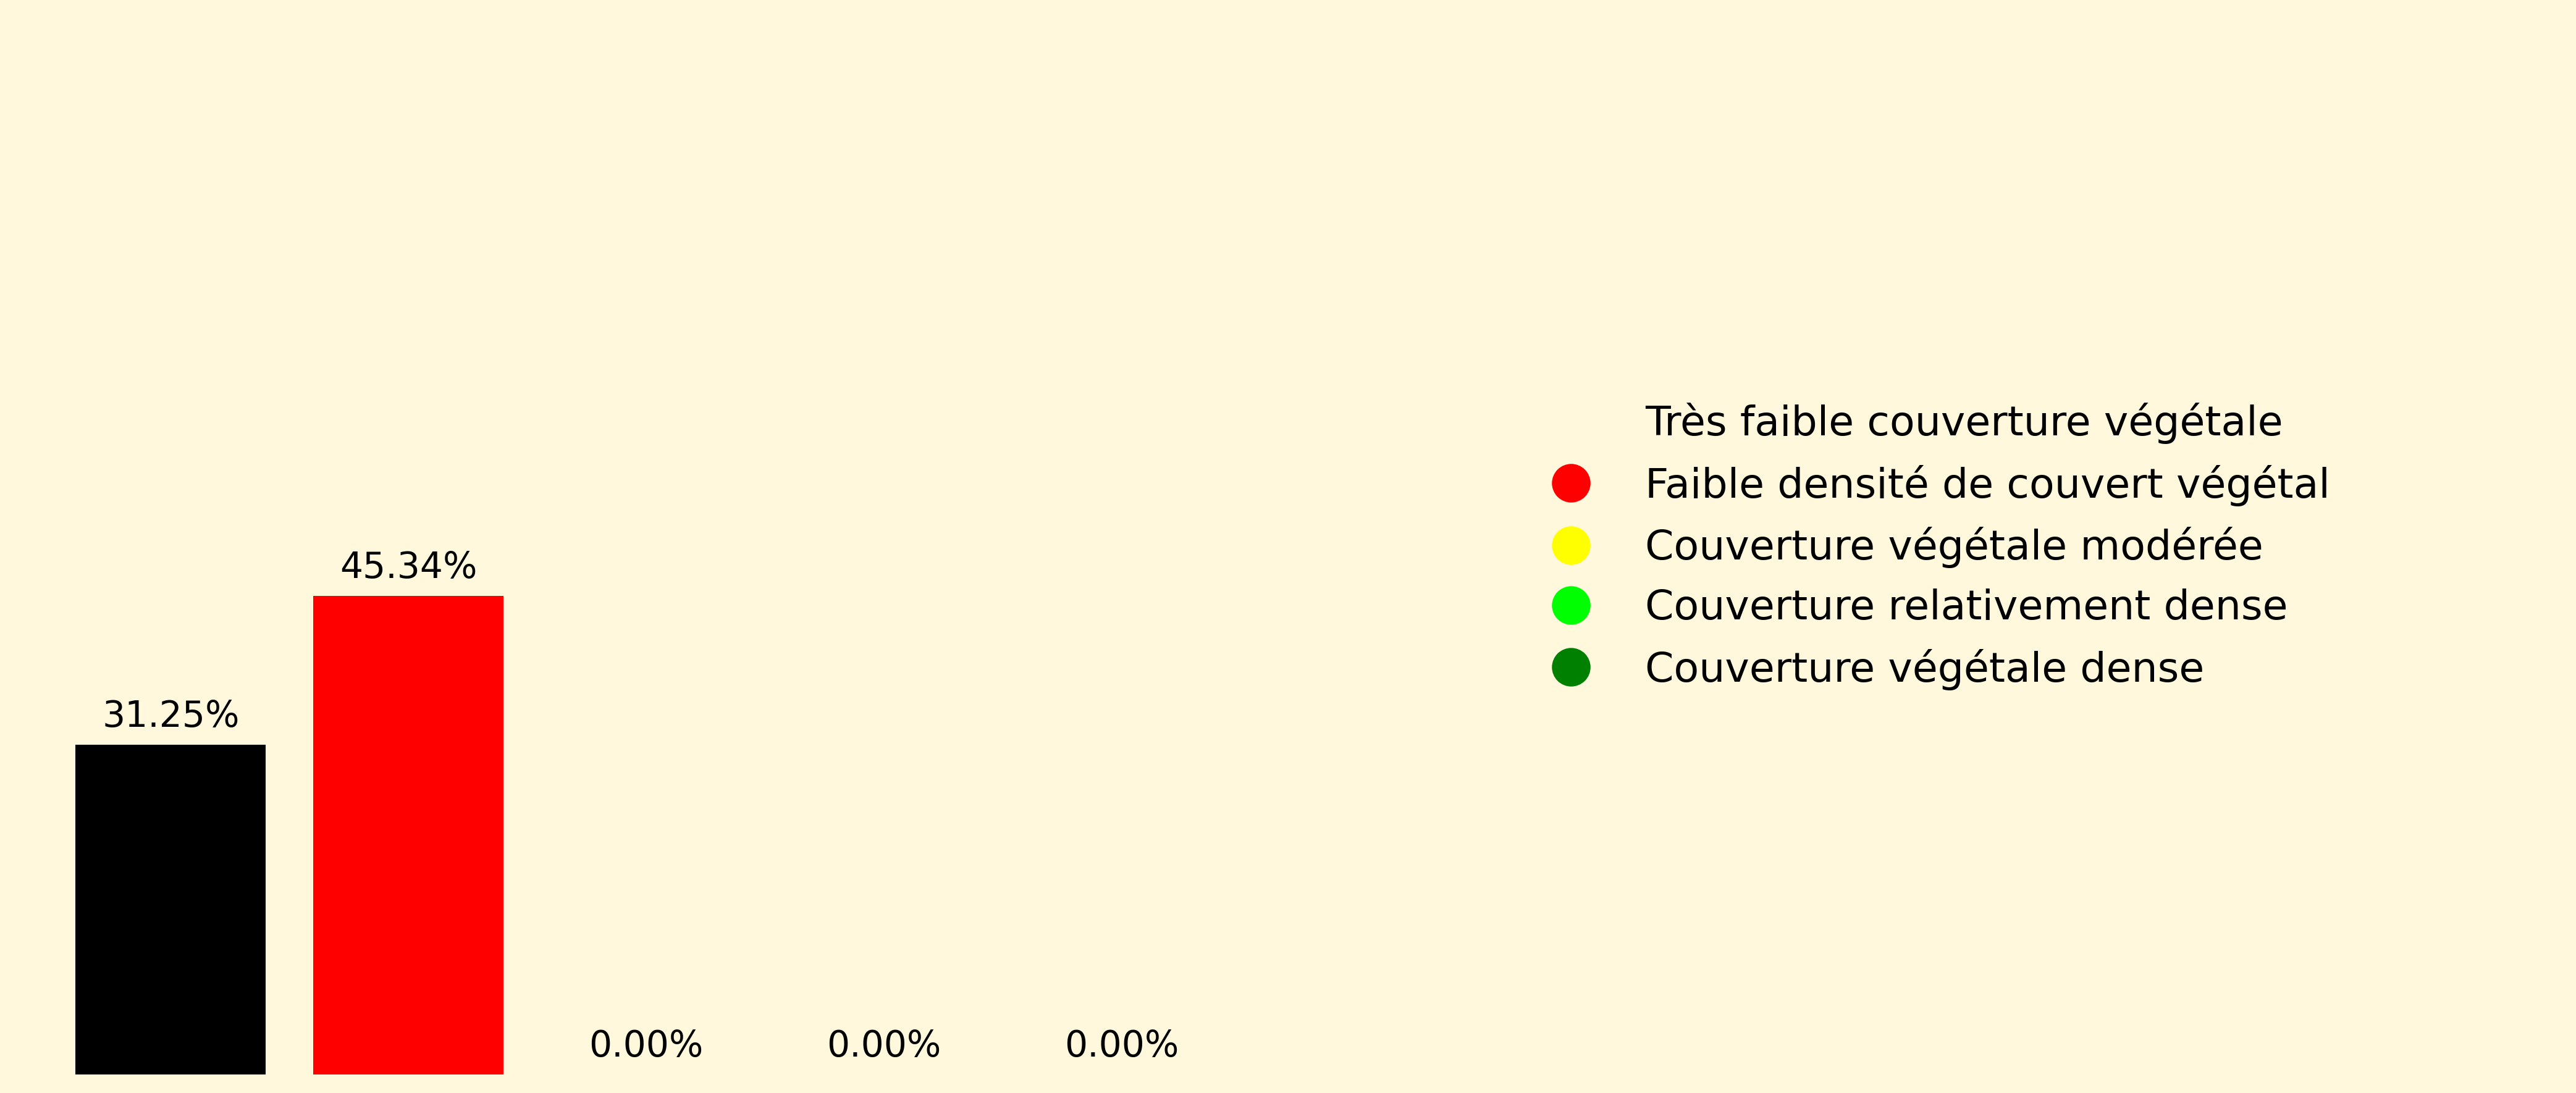 Très faible couverture végétale
Faible densité de couvert végétal
Couverture végétale modérée
Couverture relativement dense
Couverture végétale dense
45.34%
31.25%
0.00% 0.00% 0.00%